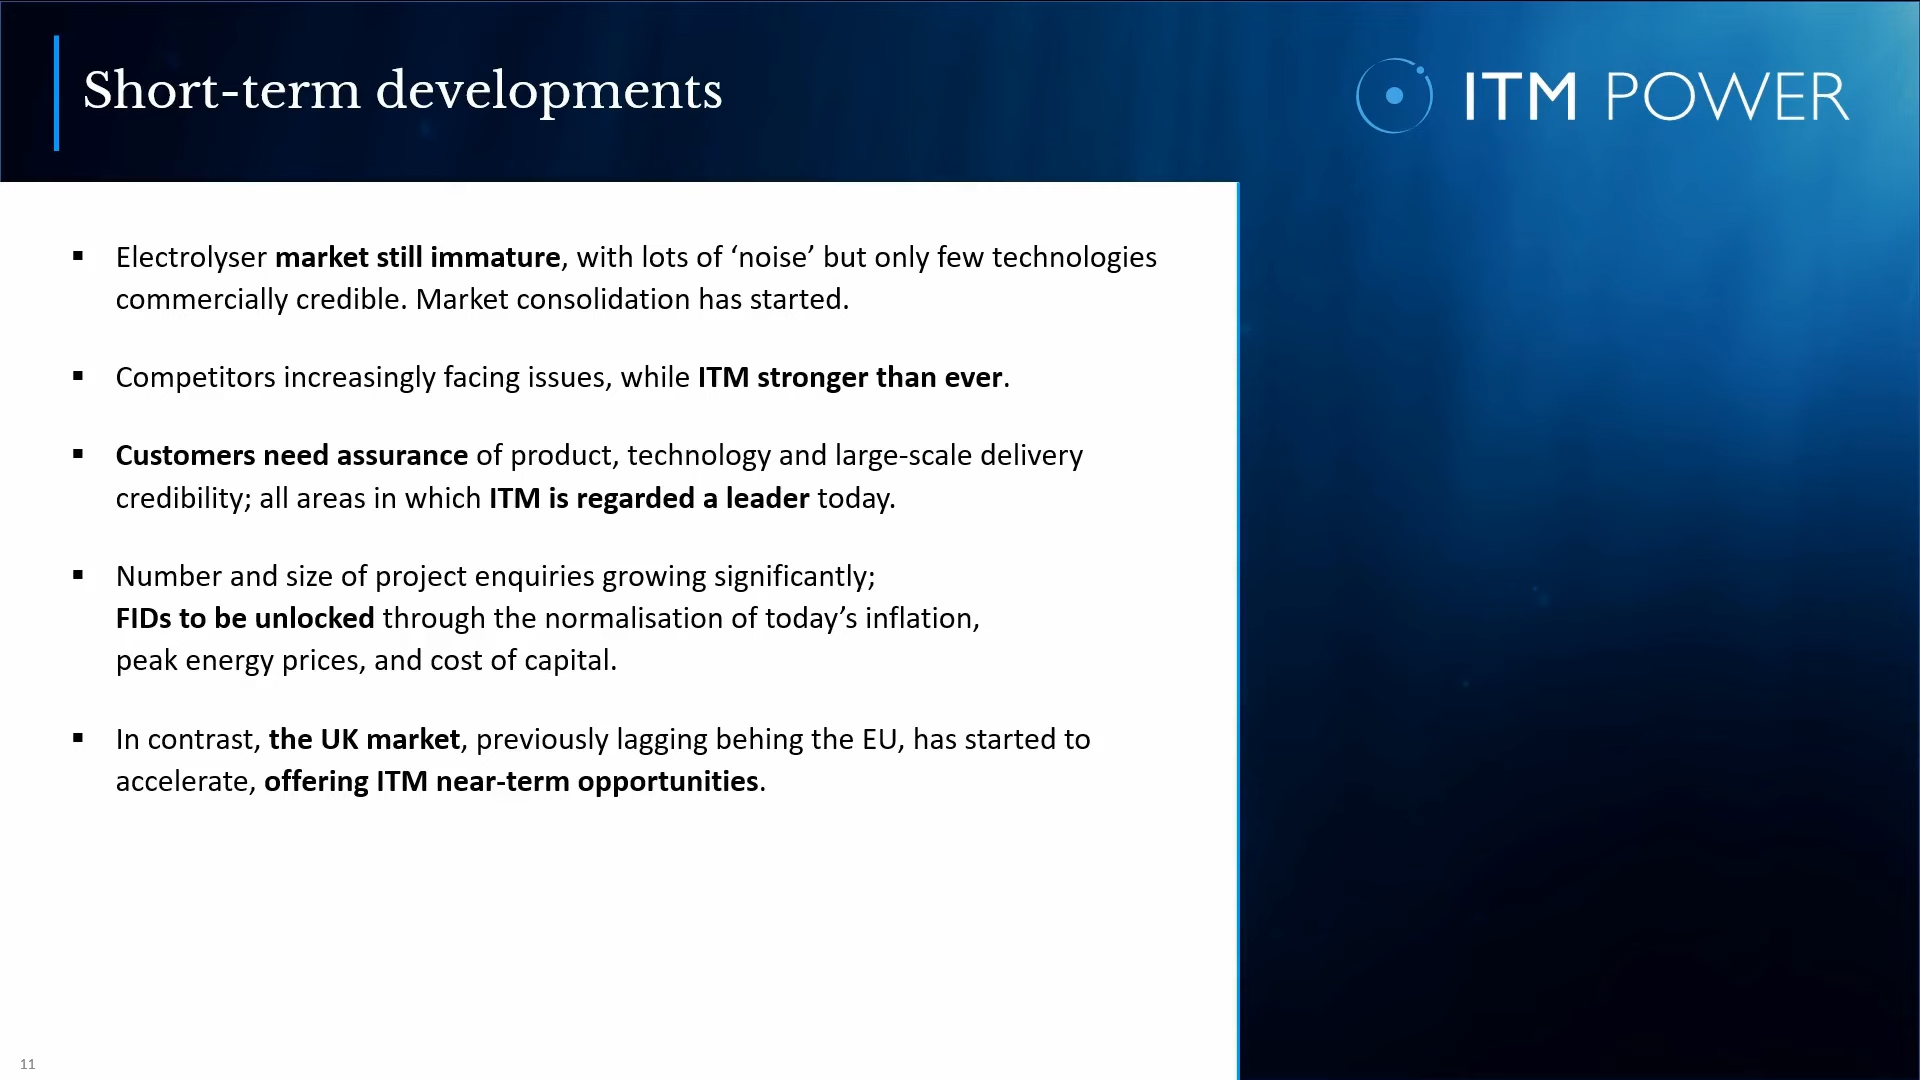 Short-term developments
ITM POWER
▪ Electrolyser market still immature, with lots of ‘noise’ but only few technologies
commercially credible. Market consolidation has started.
▪ Competitors increasingly facing issues, while ITM stronger than ever.
▪ Customers need assurance of product, technology and large-scale delivery
credibility; all areas in which ITM is regarded a leader today.
▪ Number and size of project enquiries growing significantly;
FIDs to be unlocked through the normalisation of today’s inflation,
peak energy prices, and cost of capital.
▪ In contrast, the UK market, previously lagging behing the EU, has started to
accelerate, offering ITM near-term opportunities.
11